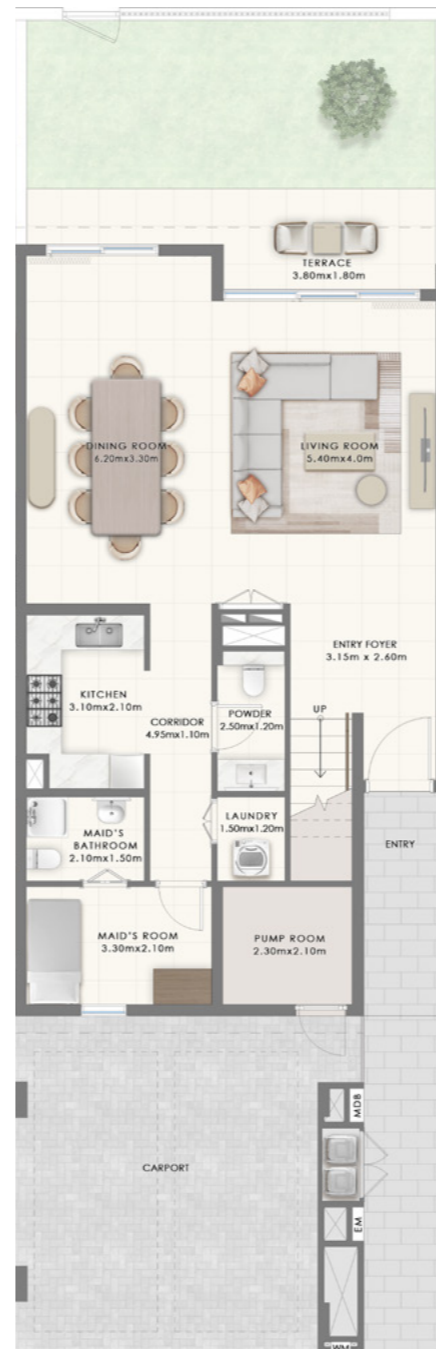 TERRACE
3.80mx1.80m
DINING ROOM
6.20mx3.30m
LIVING ROOM
5.40mx4.0m
ENTRY FOYER
3.15m x 2.60m
KITCHEN
3.10mx2.10m
CORRIDOR
4.95mx1.10m
POWDER
2.50mx1.20m
UP
LAUNDRY
1.50mx1.20m
MAID'S
BATHROOM
2.10mx1.50m
ENTRY
MAID'S ROOM
3.30mx2.10m
PUMP ROOM
2.30mx2.10m
MDB
CARPORT
EM
WM